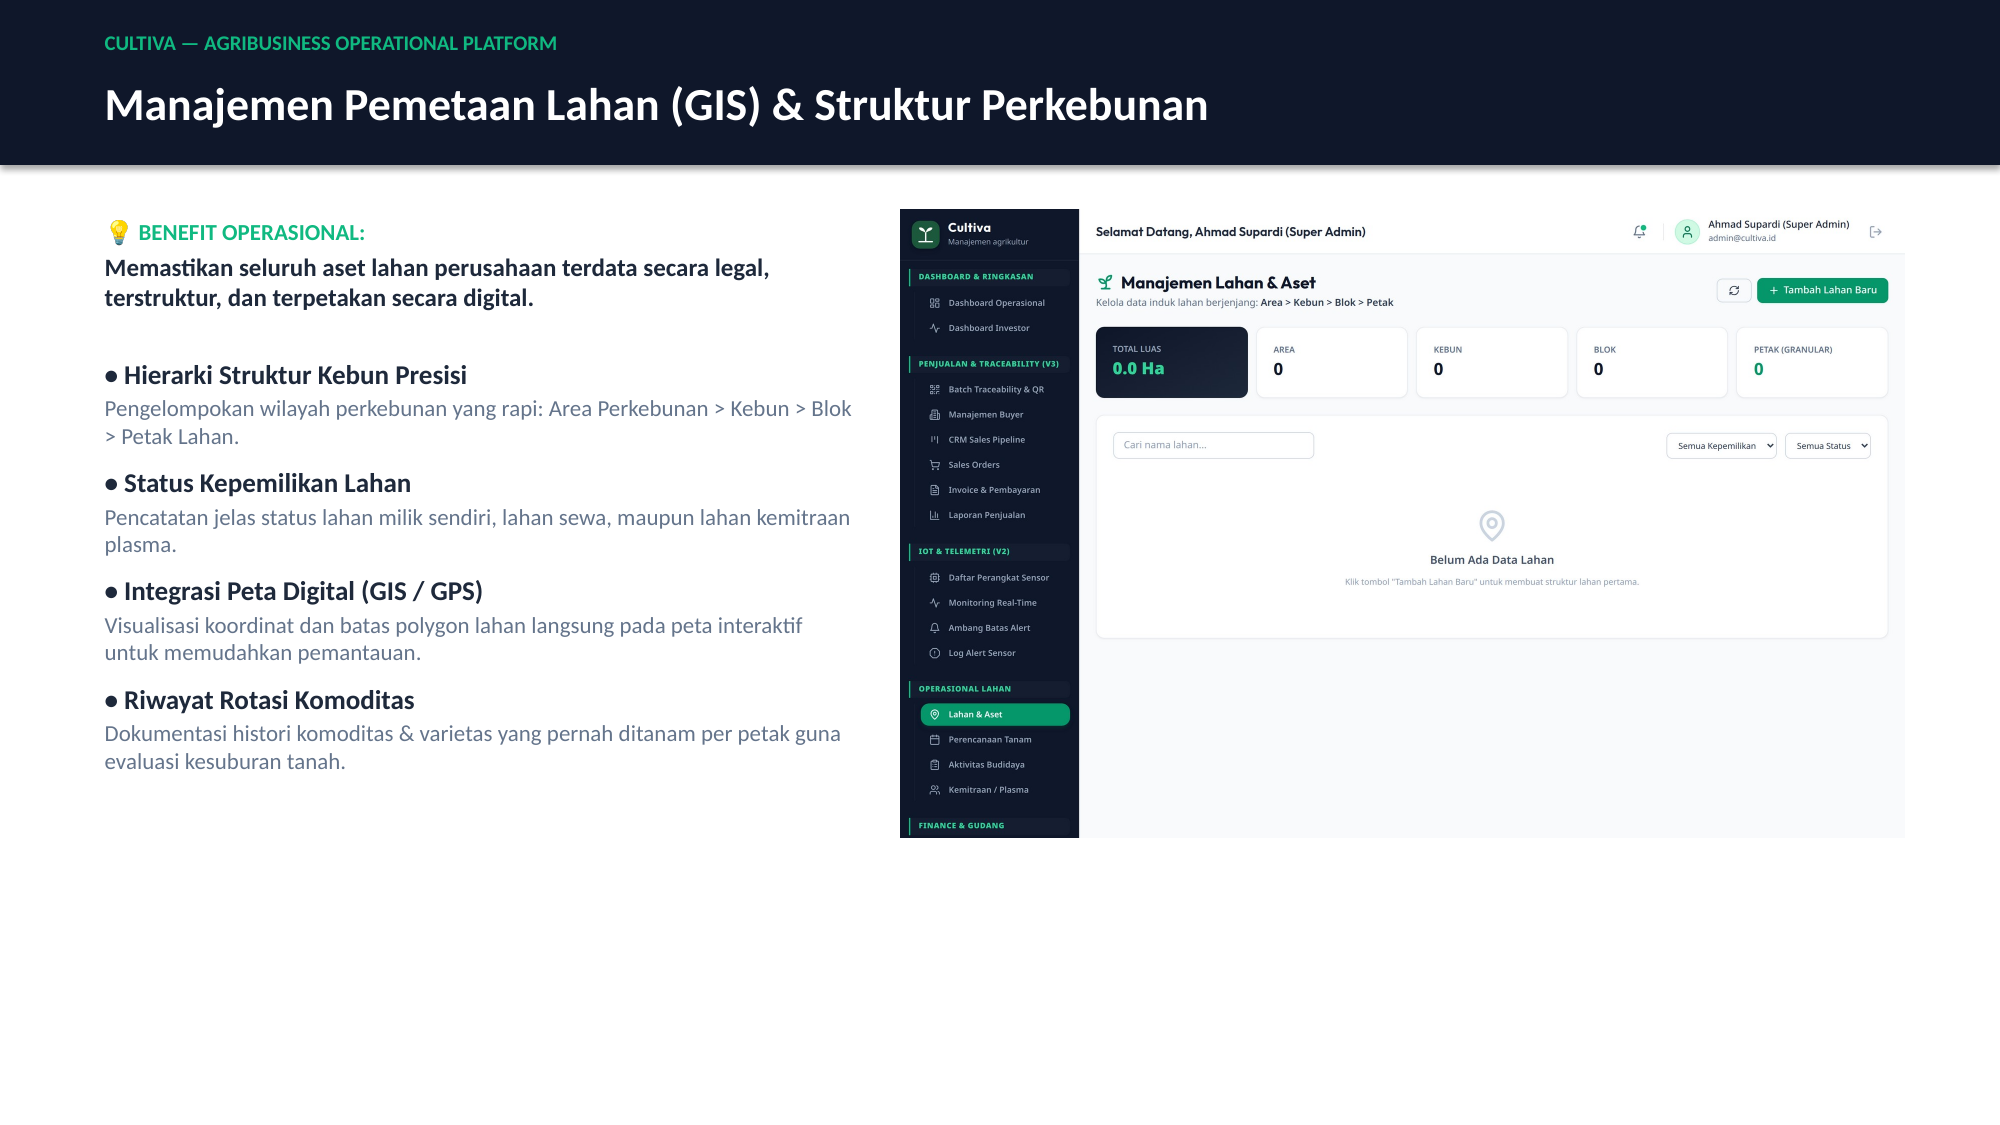 CULTIVA — AGRIBUSINESS OPERATIONAL PLATFORM
Manajemen Pemetaan Lahan (GIS) & Struktur Perkebunan
💡 BENEFIT OPERASIONAL:
Memastikan seluruh aset lahan perusahaan terdata secara legal,
terstruktur, dan terpetakan secara digital.
● Hierarki Struktur Kebun Presisi
Pengelompokan wilayah perkebunan yang rapi: Area Perkebunan > Kebun > Blok
> Petak Lahan.
● Status Kepemilikan Lahan
Pencatatan jelas status lahan milik sendiri, lahan sewa, maupun lahan kemitraan
plasma.
● Integrasi Peta Digital (GIS / GPS)
Visualisasi koordinat dan batas polygon lahan langsung pada peta interaktif
untuk memudahkan pemantauan.
● Riwayat Rotasi Komoditas
Dokumentasi histori komoditas & varietas yang pernah ditanam per petak guna
evaluasi kesuburan tanah.
Cultiva
Manajemen agrikultur
DASHBOARD & RINGKASAN
Dashboard Operasional
Dashboard Investor
PENJUALAN & TRACEABILITY (V3)
Batch Traceability & QR
Manajemen Buyer
CRM Sales Pipeline
Sales Orders
Invoice & Pembayaran
Laporan Penjualan
IOT & TELEMETRI (V2)
Daftar Perangkat Sensor
Monitoring Real-Time
Ambang Batas Alert
Log Alert Sensor
OPERASIONAL LAHAN
Lahan & Aset
Perencanaan Tanam
Aktivitas Budidaya
Kemitraan / Plasma
FINANCE & GUDANG
Selamat Datang, Ahmad Supardi (Super Admin)
Ahmad Supardi (Super Admin)
admin@cultiva.id
Manajemen Lahan & Aset
Kelola data induk lahan berjenjang: Area > Kebun > Blok > Petak
+ Tambah Lahan Baru
TOTAL LUAS
0.0 Ha
AREA
0
KEBUN
0
BLOK
0
PETAK (GRANULAR)
0
Cari nama lahan...
Semua Kepemilikan
Semua Status
Belum Ada Data Lahan
Klik tombol "Tambah Lahan Baru" untuk membuat struktur lahan pertama.